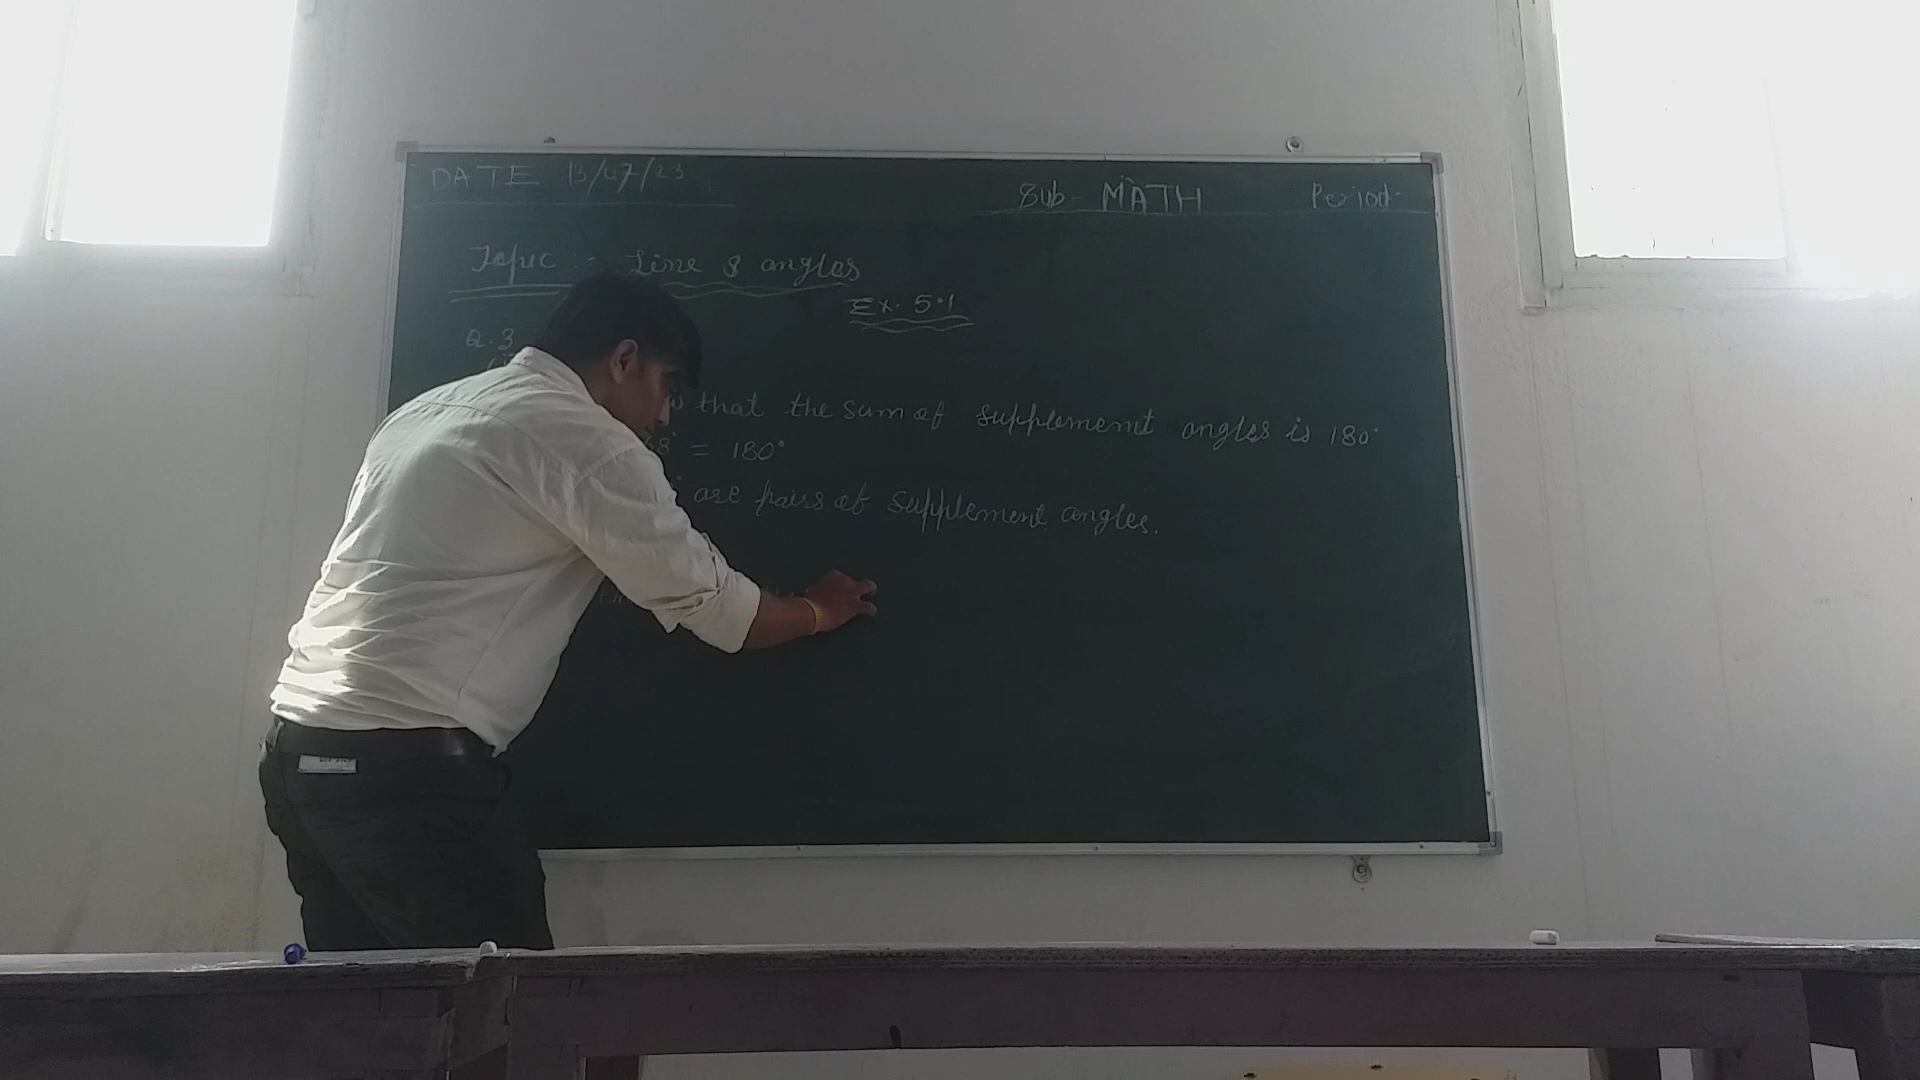 DATE 13/07/23
Sub- MATH
Period-
Topic :- Line & angles
Ex. 5.1
Q.3
that the sum of supplement angles is 180°
68° = 180°
are pairs of supplement angles.